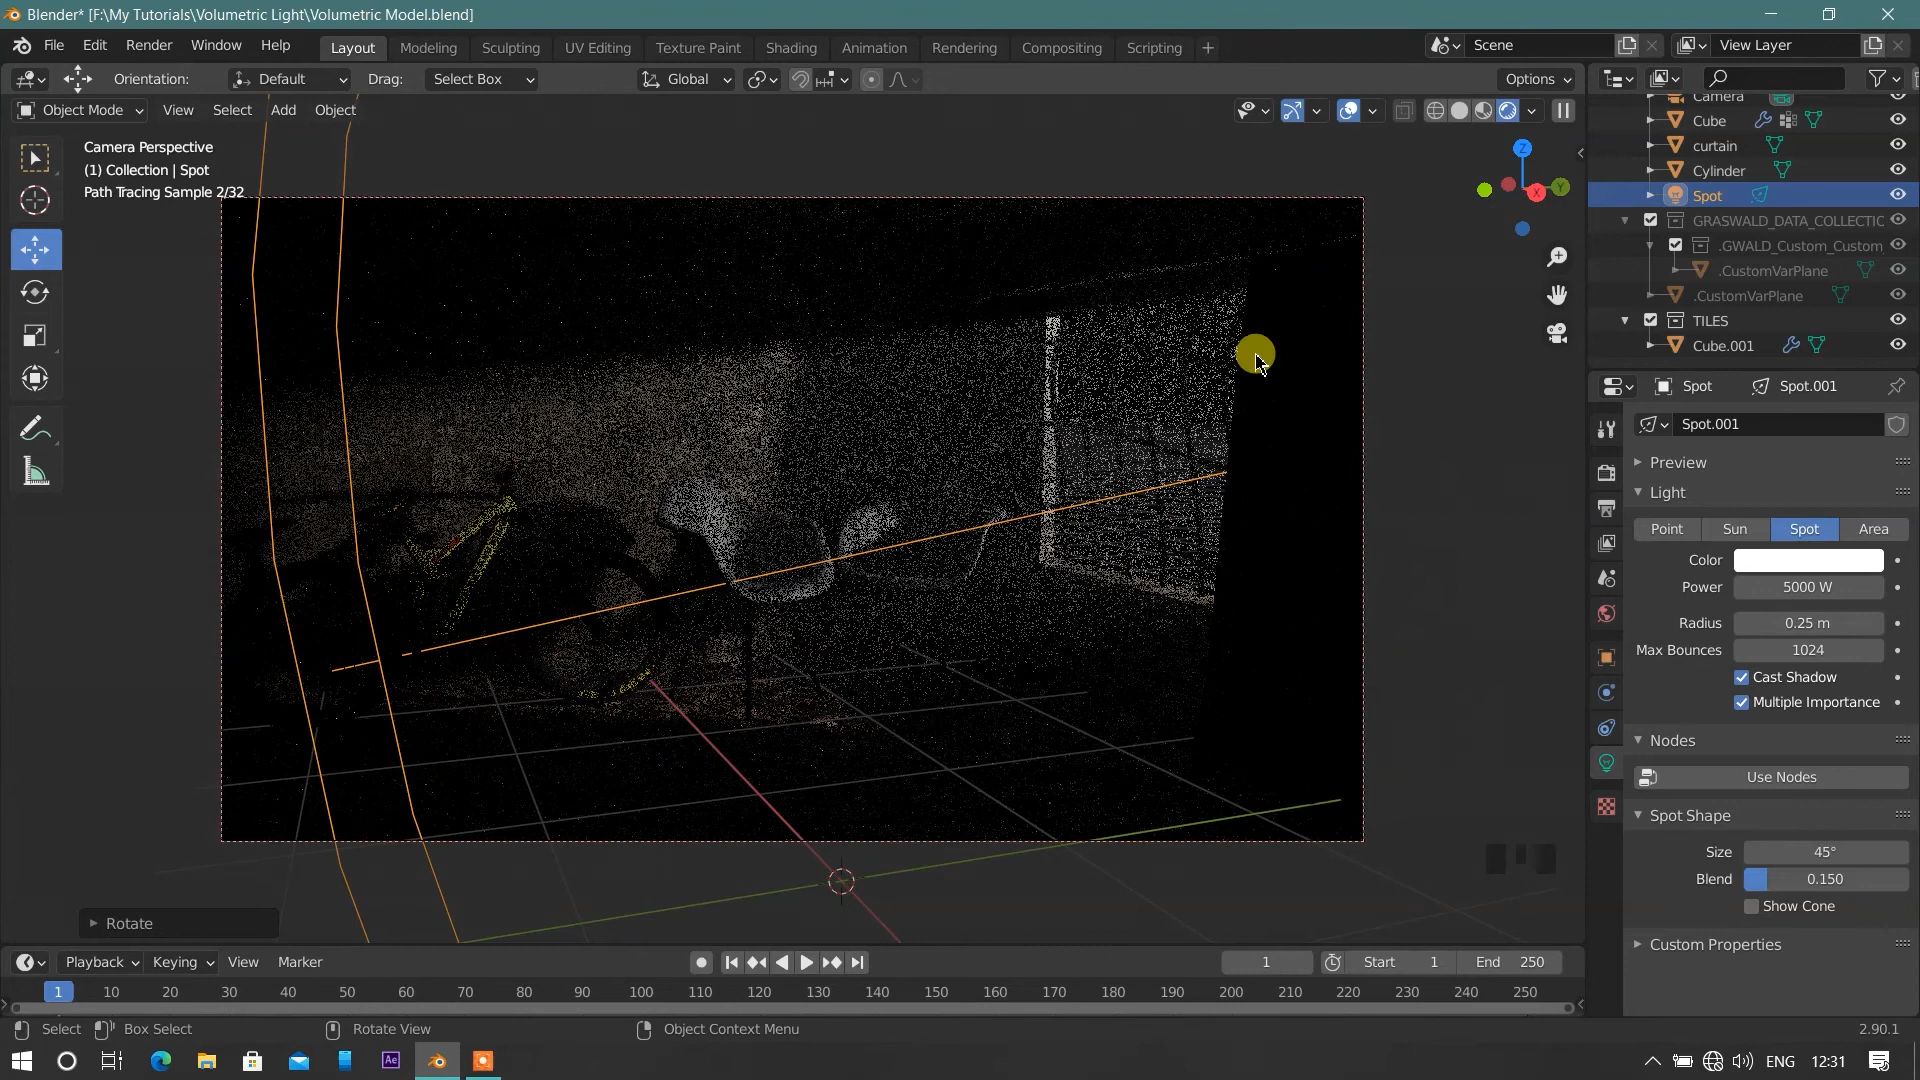 Blender* [F:\My Tutorials\Volumetric Light\Volumetric Model.blend]
File Edit Render Window Help Layout Modeling Sculpting UV Editing Texture Paint Shading Animation Rendering Compositing Scripting + Scene View Layer
Orientation: Default Drag: Select Box Global Options
Object Mode View Select Add Object
Camera Perspective
(1) Collection | Spot
Path Tracing Sample 2/32
Z
Y
X
Camera
Cube
curtain
Cylinder
Spot
GRASWALD_DATA_COLLECTIC
.GWALD_Custom_Custom
.CustomVarPlane
.CustomVarPlane
TILES
Cube.001
Spot Spot.001
Spot.001
Preview
Light
Point Sun Spot Area
Color
Power 5000 W
Radius 0.25 m
Max Bounces 1024
Cast Shadow
Multiple Importance
Nodes
Use Nodes
Spot Shape
Size 45°
Blend 0.150
Show Cone
Custom Properties
Rotate
Playback Keying View Marker 1 Start 1 End 250
1 10 20 30 40 50 60 70 80 90 100 110 120 130 140 150 160 170 180 190 200 210 220 230 240 250
Select Box Select Rotate View Object Context Menu 2.90.1
Ae ENG 12:31